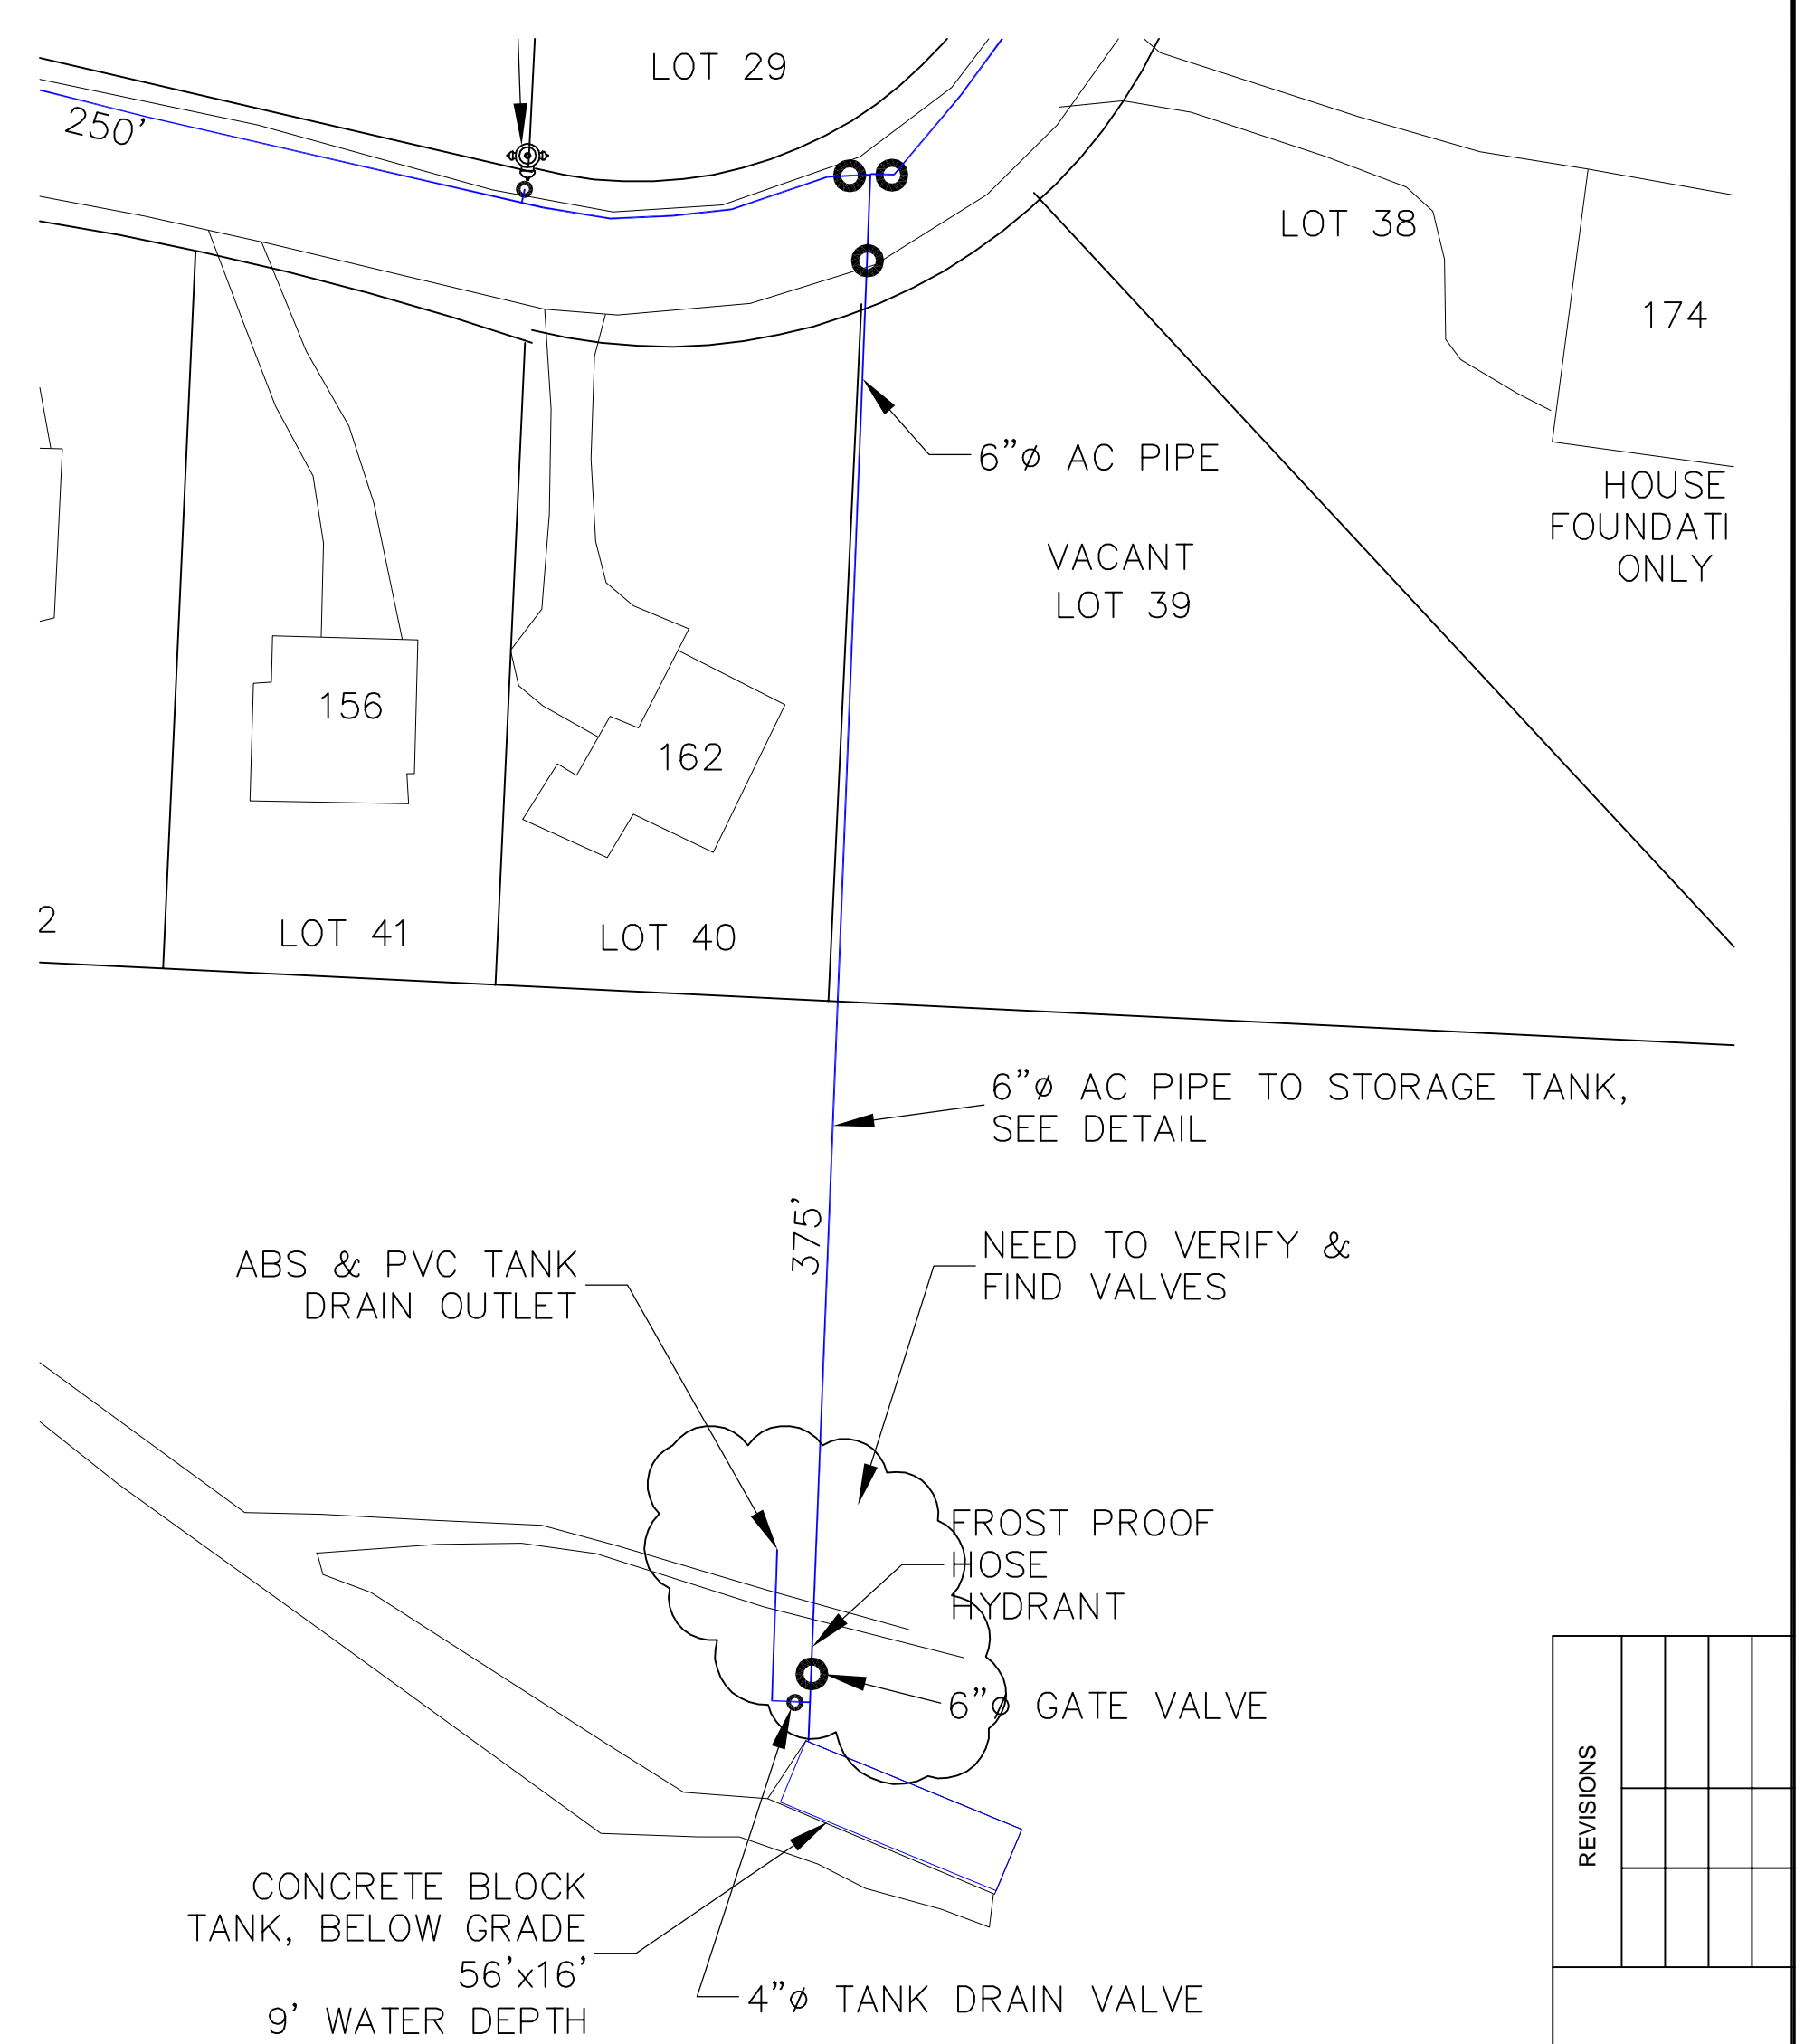 LOT 29
250'
LOT 38
174
6"ø AC PIPE
HOUSE
FOUNDATI
ONLY
VACANT
LOT 39
156
162
2
LOT 41
LOT 40
6"ø AC PIPE TO STORAGE TANK,
SEE DETAIL
375'
NEED TO VERIFY &
FIND VALVES
ABS & PVC TANK
DRAIN OUTLET
FROST PROOF
HOSE
HYDRANT
6"ø GATE VALVE
REVISIONS
CONCRETE BLOCK
TANK, BELOW GRADE
56'x16'
9' WATER DEPTH
4"ø TANK DRAIN VALVE